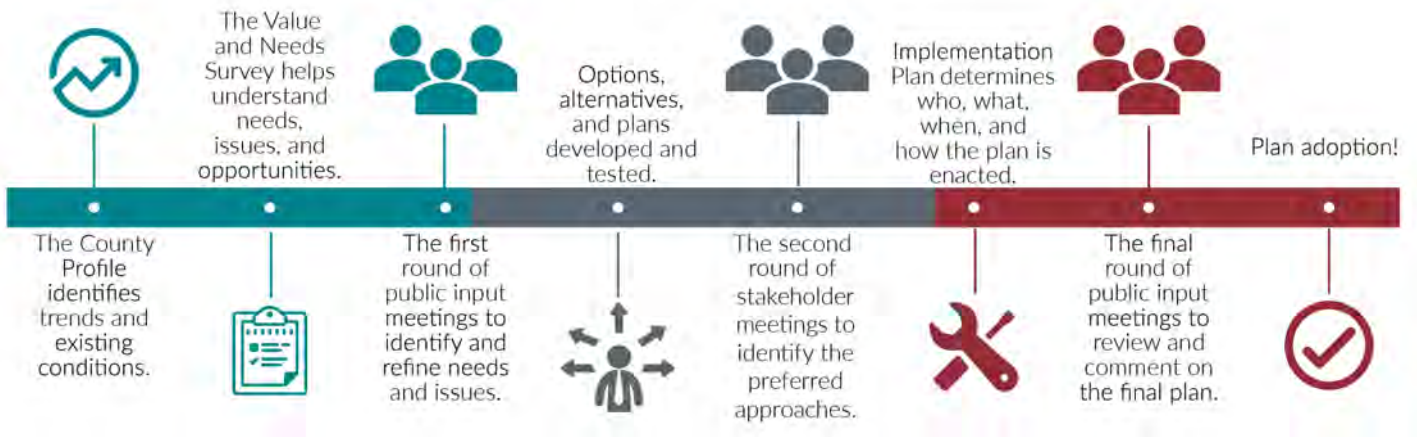 The County
Profile
identifies
trends and
existing
conditions.
The Value
and Needs
Survey helps
understand
needs,
issues, and
opportunities.
The first
round of
public input
meetings to
identify and
refine needs
and issues.
Options,
alternatives,
and plans
developed and
tested.
The second
round of
stakeholder
meetings to
identify the
preferred
approaches.
Implementation
Plan determines
who, what,
when, and
how the plan is
enacted.
The final
round of
public input
meetings to
review and
comment on
the final plan.
Plan adoption!